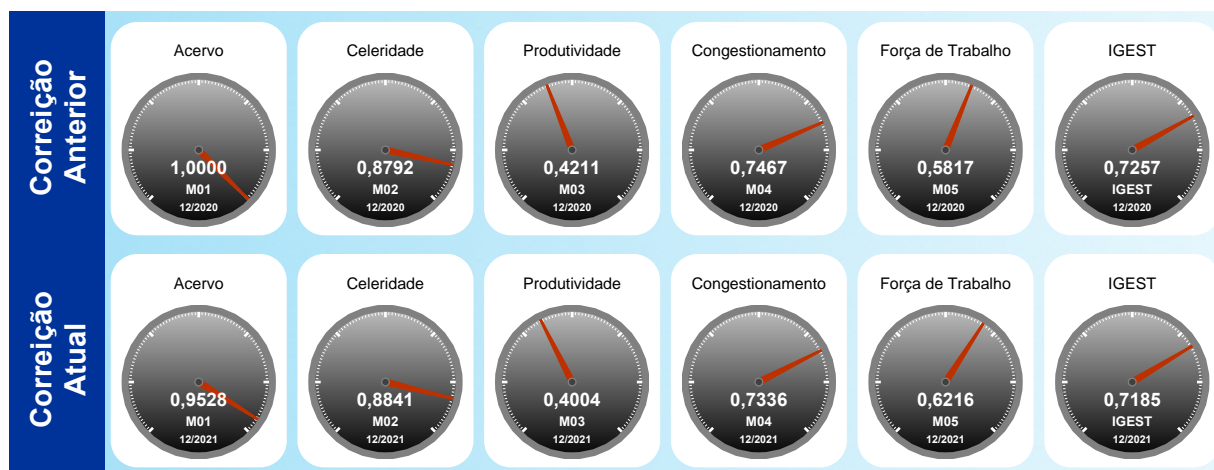 Correição
Anterior
Acervo
1,0000
M01
12/2020
Celeridade
0,8792
M02
12/2020
Produtividade
0,4211
M03
12/2020
Congestionamento
0,7467
M04
12/2020
Força de Trabalho
0,5817
M05
12/2020
IGEST
0,7257
IGEST
12/2020
Correição
Atual
Acervo
0,9528
M01
12/2021
Celeridade
0,8841
M02
12/2021
Produtividade
0,4004
M03
12/2021
Congestionamento
0,7336
M04
12/2021
Força de Trabalho
0,6216
M05
12/2021
IGEST
0,7185
IGEST
12/2021